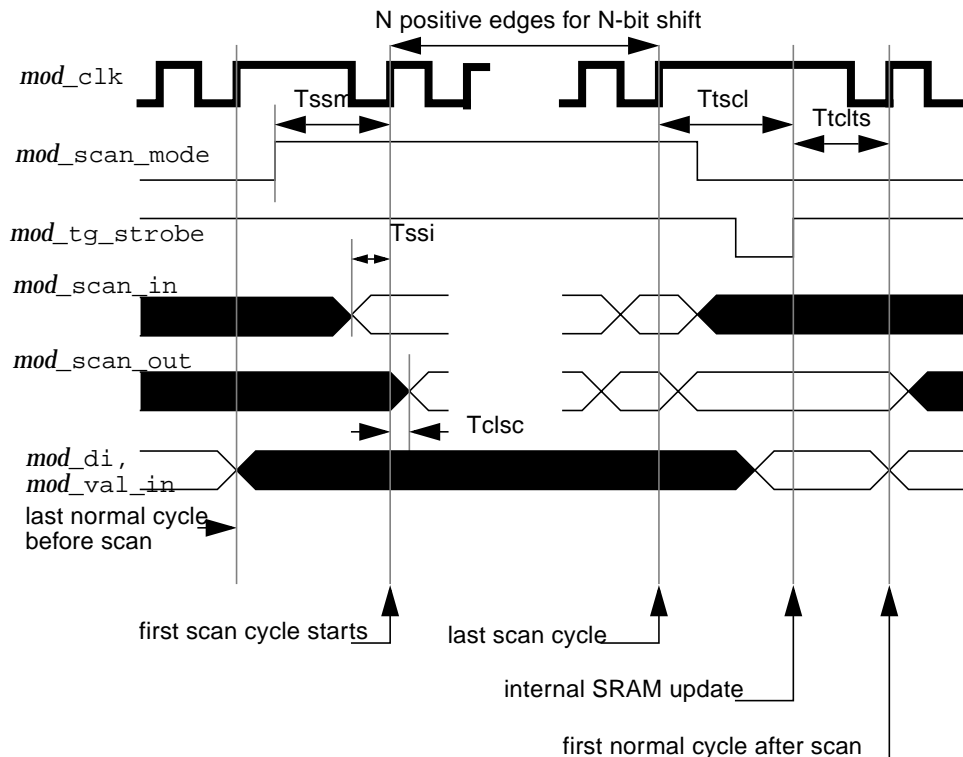 N positive edges for N-bit shift
mod_clk
Tssm
Ttscl
Ttclts
mod_scan_mode
mod_tg_strobe
Tssi
mod_scan_in
mod_scan_out
Tclsc
mod_di,
mod_val_in
last normal cycle
before scan
first scan cycle starts
last scan cycle
internal SRAM update
first normal cycle after scan